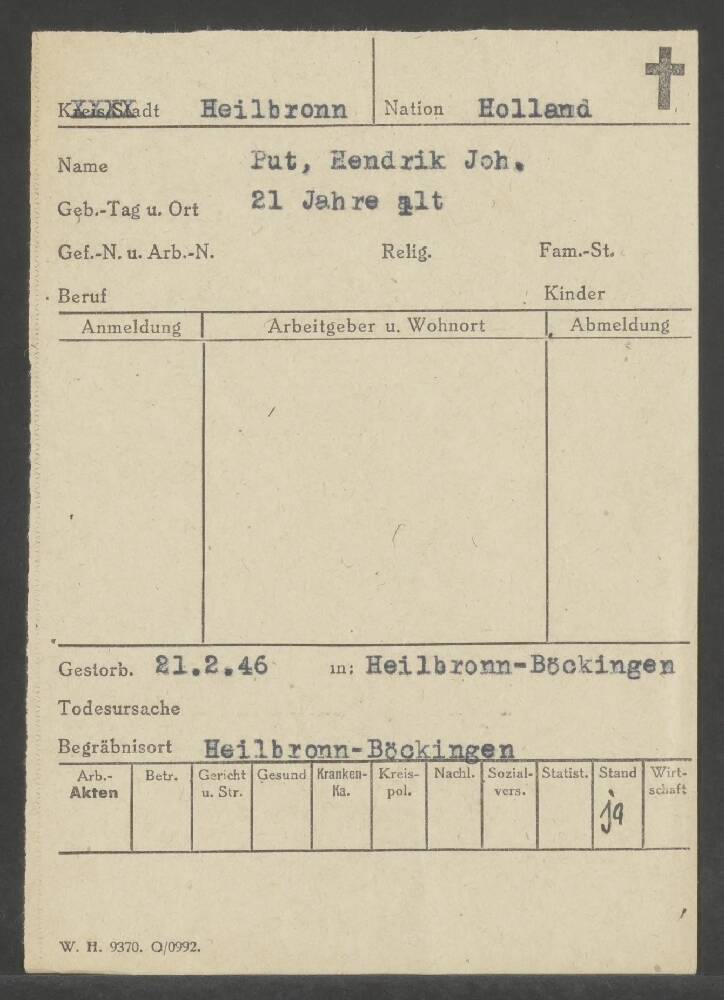 Kreis/Stadt Heilbronn Nation Holland
Name Put, Hendrik Joh.
Geb.-Tag u. Ort 21 Jahre alt
Gef.-N. u. Arb.-N. Relig. Fam.-St.
Beruf Kinder
Anmeldung Arbeitgeber u. Wohnort Abmeldung
Gestorb. 21.2.46 in: Heilbronn-Böckingen
Todesursache
Begräbnisort Heilbronn-Böckingen
Arb.- Betr. Gericht Gesund Kranken- Kreis- Nachl. Sozial- Statist. Stand Wirt-
Akten u. Str. Ka. pol. vers. schaft
ja
W. H. 9370. Q/0992.